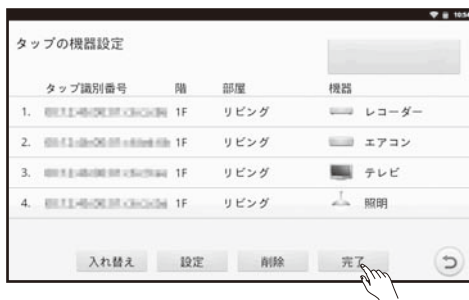 10:54
タップの機器設定
タップ識別番号 階 部屋 機器
1. 1F リビング レコーダー
2. 1F リビング エアコン
3. 1F リビング テレビ
4. 1F リビング 照明
入れ替え 設定 削除 完了